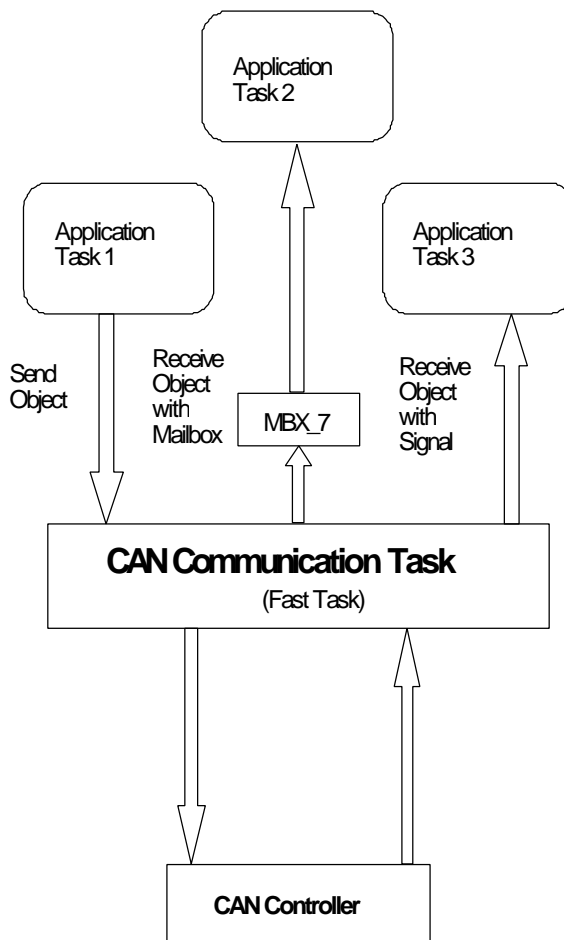 Application
Task 2
Application
Task 1
Application
Task 3
Send
Object
Receive
Object
with
Mailbox
MBX_7
Receive
Object
with
Signal
CAN Communication Task
(Fast Task)
CAN Controller